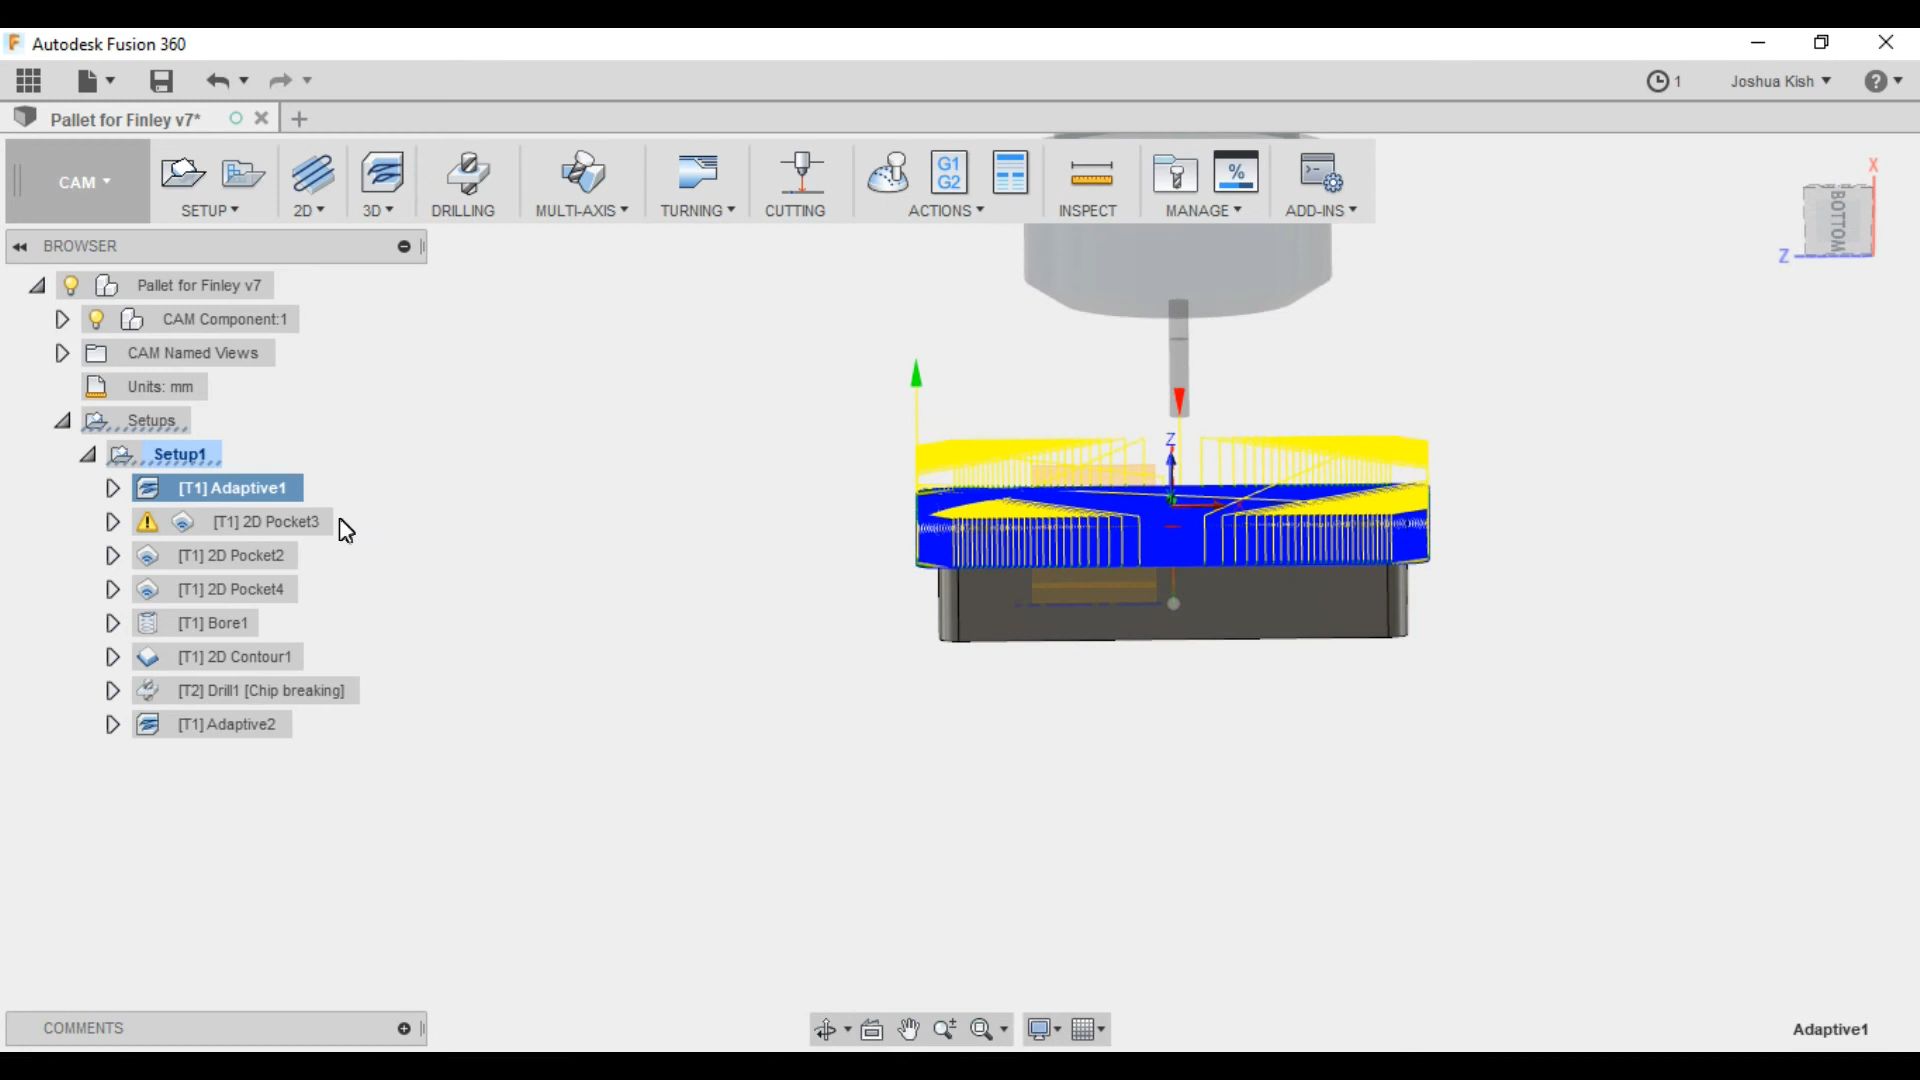 Autodesk Fusion 360
1
Joshua Kish
?
Pallet for Finley v7*
CAM
SETUP
2D
3D
DRILLING
MULTI-AXIS
TURNING
CUTTING
G1
G2
ACTIONS
INSPECT
%
MANAGE
ADD-INS
X
BOTTOM
Z
BROWSER
Pallet for Finley v7
CAM Component:1
CAM Named Views
Units: mm
Setups
Setup1
[T1] Adaptive1
[T1] 2D Pocket3
[T1] 2D Pocket2
[T1] 2D Pocket4
[T1] Bore1
[T1] 2D Contour1
[T2] Drill1 [Chip breaking]
[T1] Adaptive2
Z
COMMENTS
Adaptive1